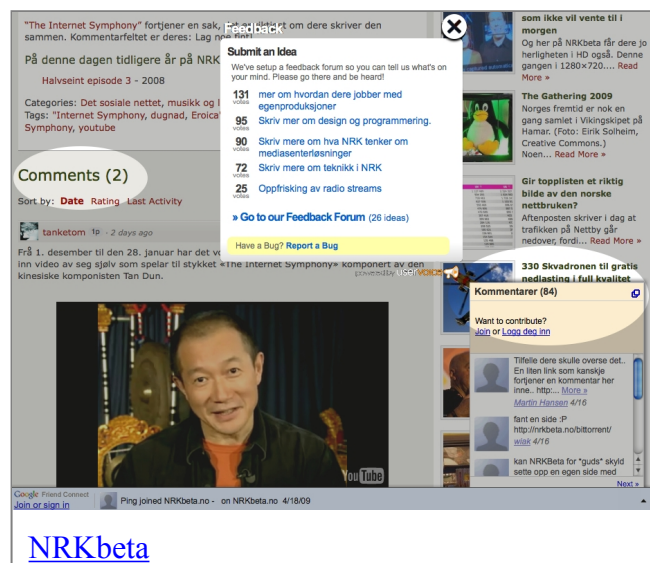 "The Internet Symphony" fortjener en sak,
sammen. Kommentarfeltet er deres: Lag noe fint!
På denne dagen tidligere år på NRK
Halvseint episode 3 - 2008
Categories: Det sosiale nettet, musikk og
Tags: "Internet Symphony, dugnad, Eroica"
Symphony, youtube
Comments (2)
Sort by: Date Rating Last Activity
tanketom 1p · 2 days ago
Frå 1. desember til den 28. januar har det
inn video av seg sjølv som spelar til stykket «The Internet Symphony» komponert av den
kinesiske komponisten Tan Dun.
You Tube
Feedback
X
Submit an Idea
We've setup a feedback forum so you can tell us what's on
your mind. Please go there and be heard!
131 votes mer om hvordan dere jobber med
egenproduksjoner
95 votes Skriv mer om design og programmering.
90 votes Skriv mere om hva NRK tenker om
mediasenterløsninger
72 votes Skriv mere om teknikk i NRK
25 votes Oppfrisking av radio streams
» Go to our Feedback Forum (26 ideas)
Have a Bug? Report a Bug
powered by uservoice
som ikke vil vente til i
morgen
Og her på NRKbeta får dere jo
herligheten i HD også. Denne
gangen i 1280×720.... Read
More »
The Gathering 2009
Norges fremtid er nok en
gang samlet i Vikingskipet på
Hamar. (Foto: Eirik Solheim,
Creative Commons.)
Noen... Read More »
Gir topplisten et riktig
bilde av den norske
nettbruken?
Aftenposten skriver i dag at
trafikken på Nettby går
nedover, fordi... Read More »
330 Skvadronen til gratis
nedlasting i full kvalitet
Kommentarer (84)
Want to contribute?
Join or Logg deg inn
Tilfelle dere skulle overse det..
En liten link som kanskje
fortjener en kommentar her
inne.. http:... More »
Martin Hansen 4/16
fant en side :P
http://nrkbeta.no/bittorrent/
wiak 4/16
kan NRKBeta for "guds" skyld
sette opp en egen side med
Next »
Google Friend Connect
Join or sign in
Ping joined NRKbeta.no - on NRKbeta.no 4/18/09
NRKbeta